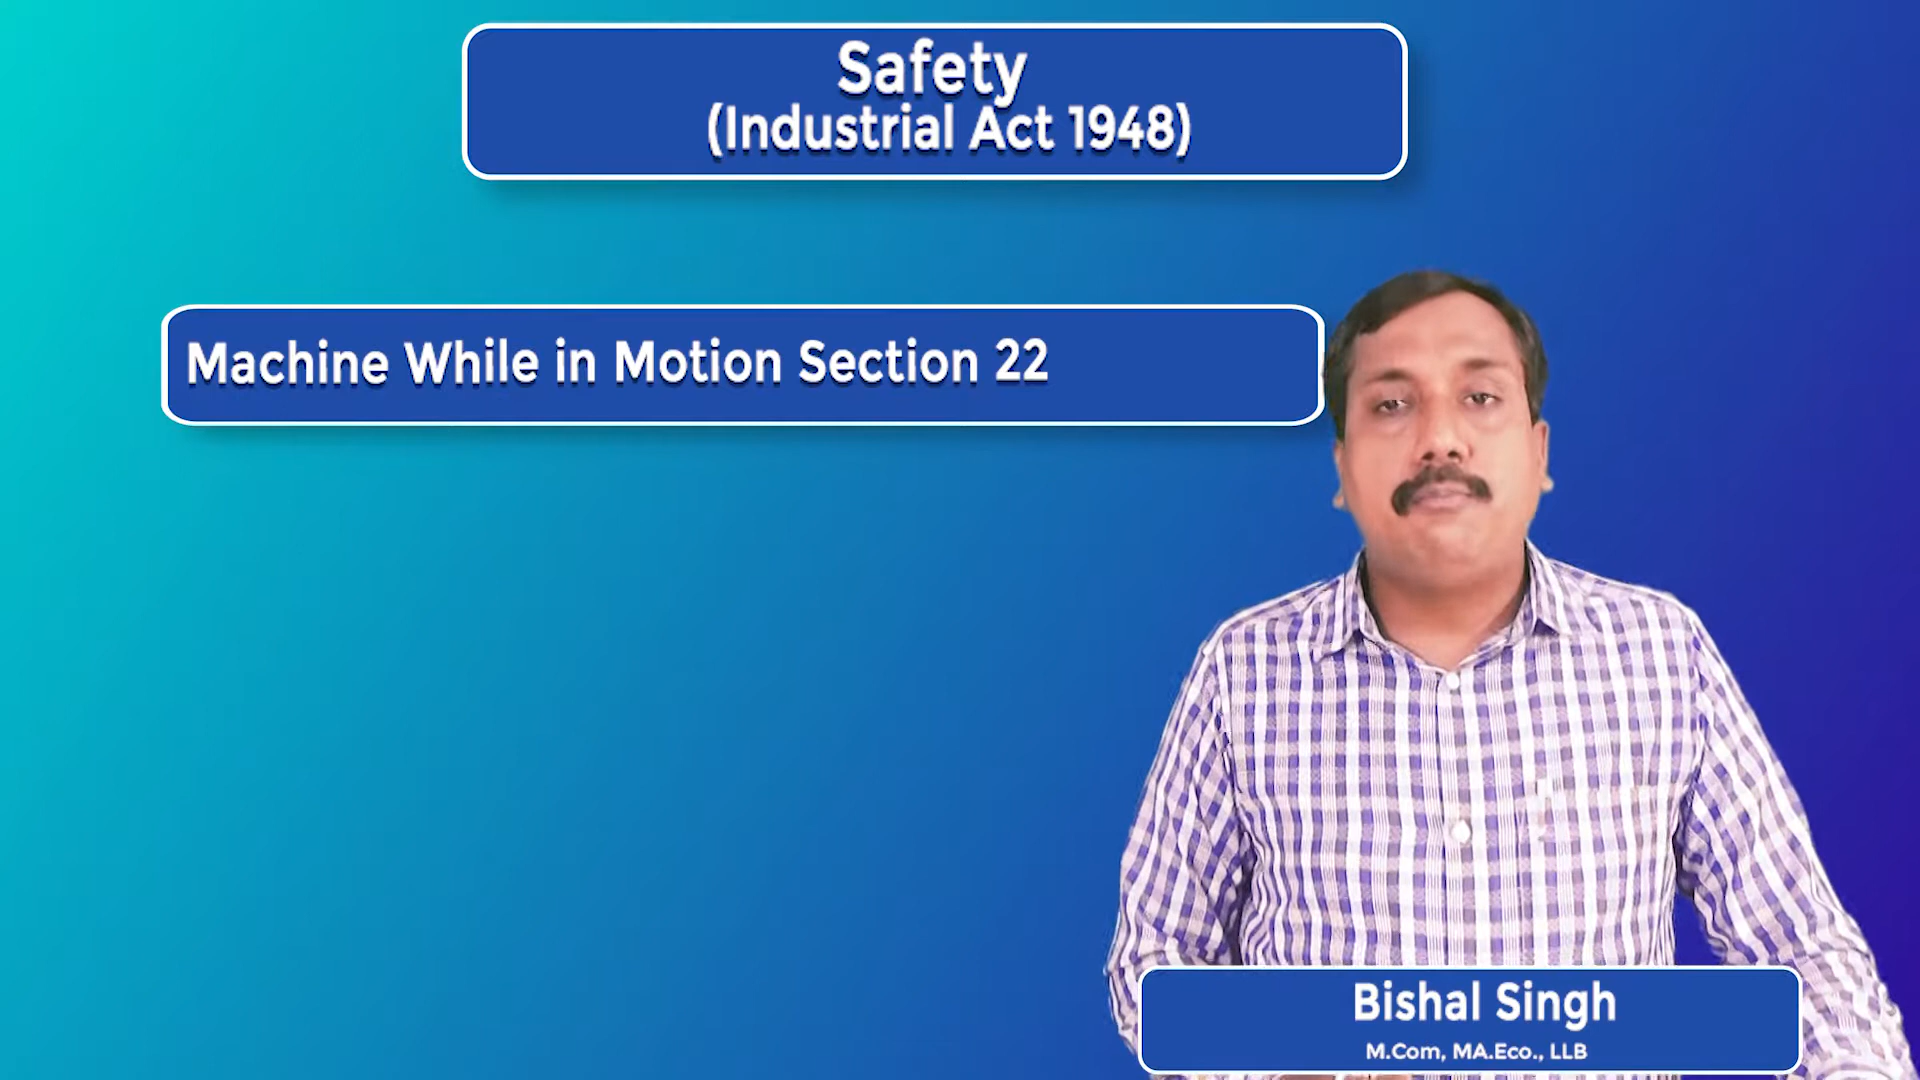 Safety
(Industrial Act 1948)
Machine While in Motion Section 22
Bishal Singh
M.Com, MA.Eco., LLB